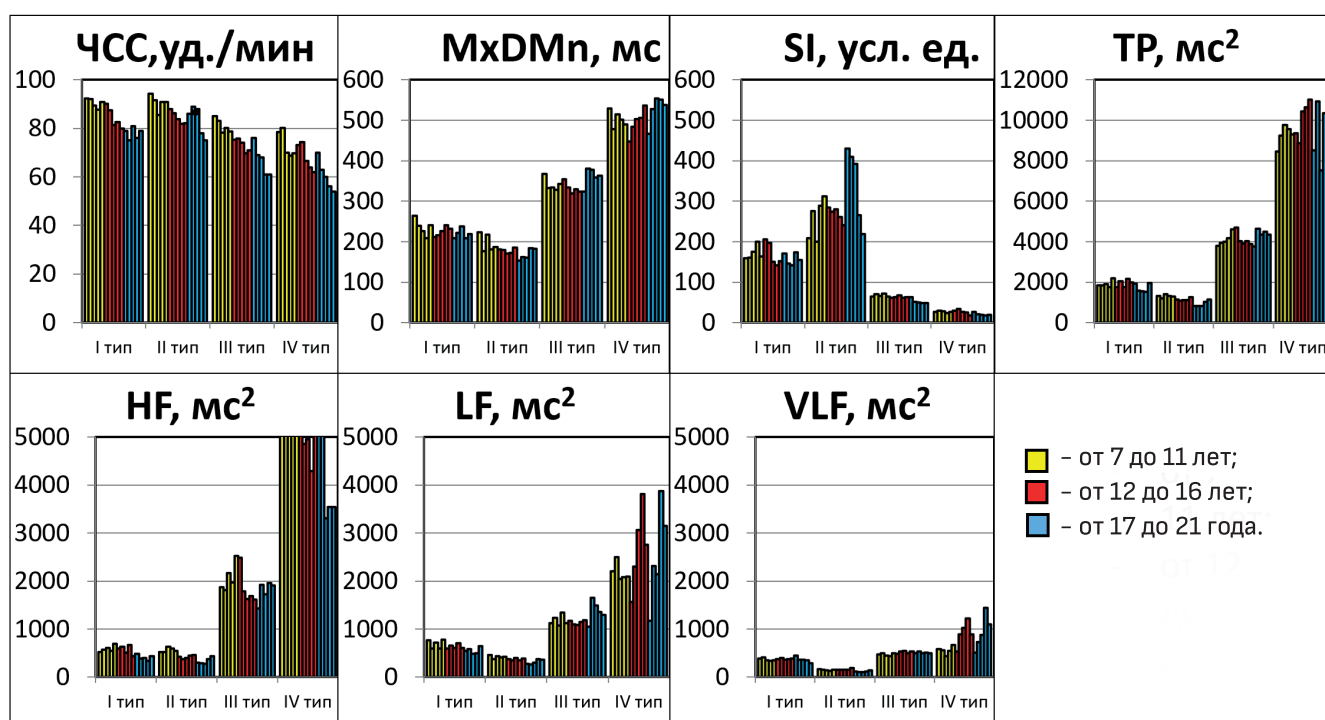 ЧСС,уд./мин
100
80
60
40
20
0
I тип II тип III тип IV тип
MxDMn, мс
600
500
400
300
200
100
0
I тип II тип III тип IV тип
SI, усл. ед.
600
500
400
300
200
100
0
I тип II тип III тип IV тип
TP, мс²
12000
10000
8000
6000
4000
2000
0
I тип II тип III тип IV тип
HF, мс²
5000
4000
3000
2000
1000
0
I тип II тип III тип IV тип
LF, мс²
5000
4000
3000
2000
1000
0
I тип II тип III тип IV тип
VLF, мс²
5000
4000
3000
2000
1000
0
I тип II тип III тип IV тип
– от 7 до 11 лет;
– от 12 до 16 лет;
– от 17 до 21 года.